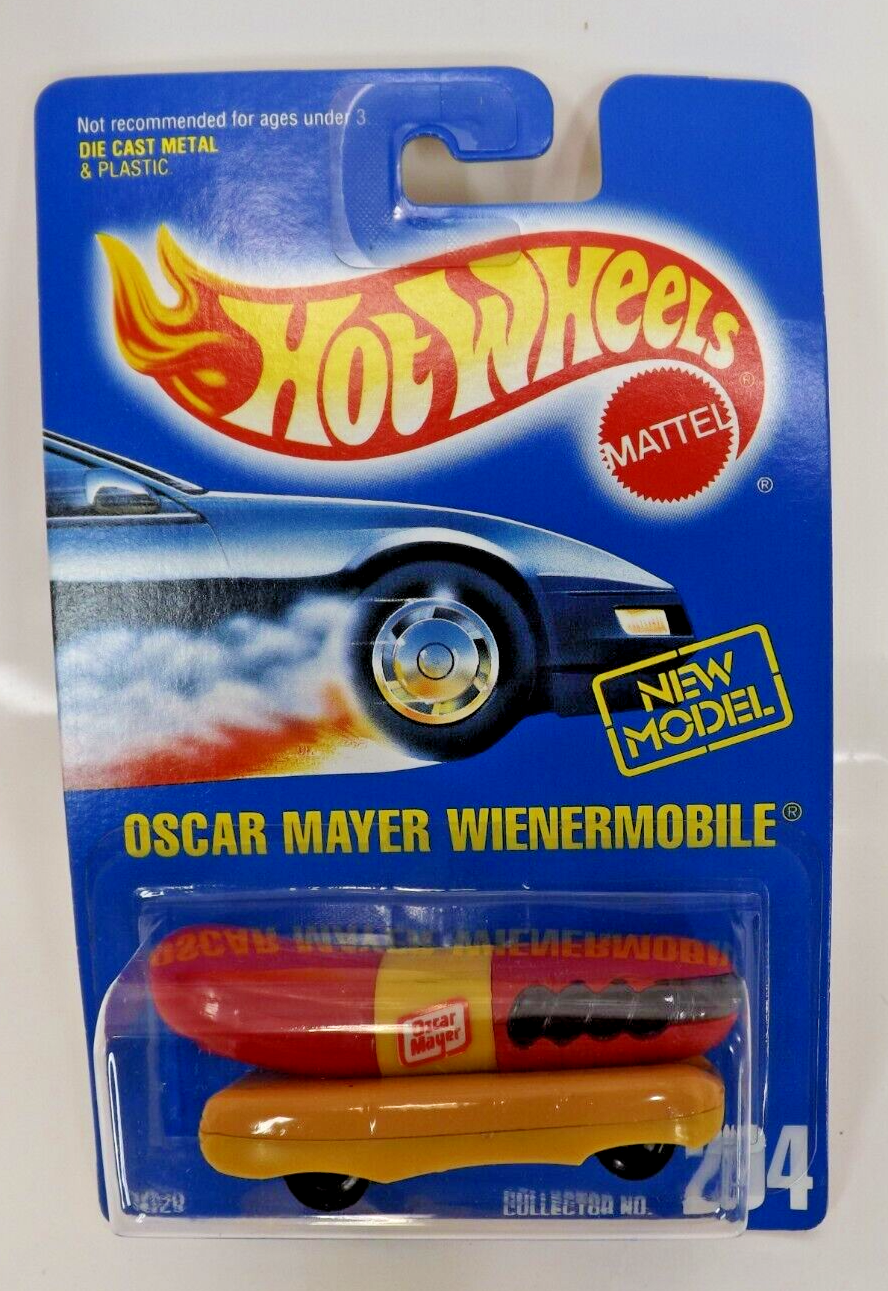 Not recommended for ages under 3
DIE CAST METAL
& PLASTIC.
HOT WHEELS ®
MATTEL
®
NEW
MODEL
OSCAR MAYER WIENERMOBILE®
OSCAR MAYER WIENERMOBIL
Oscar
Mayer
COLLECTOR NO. 204